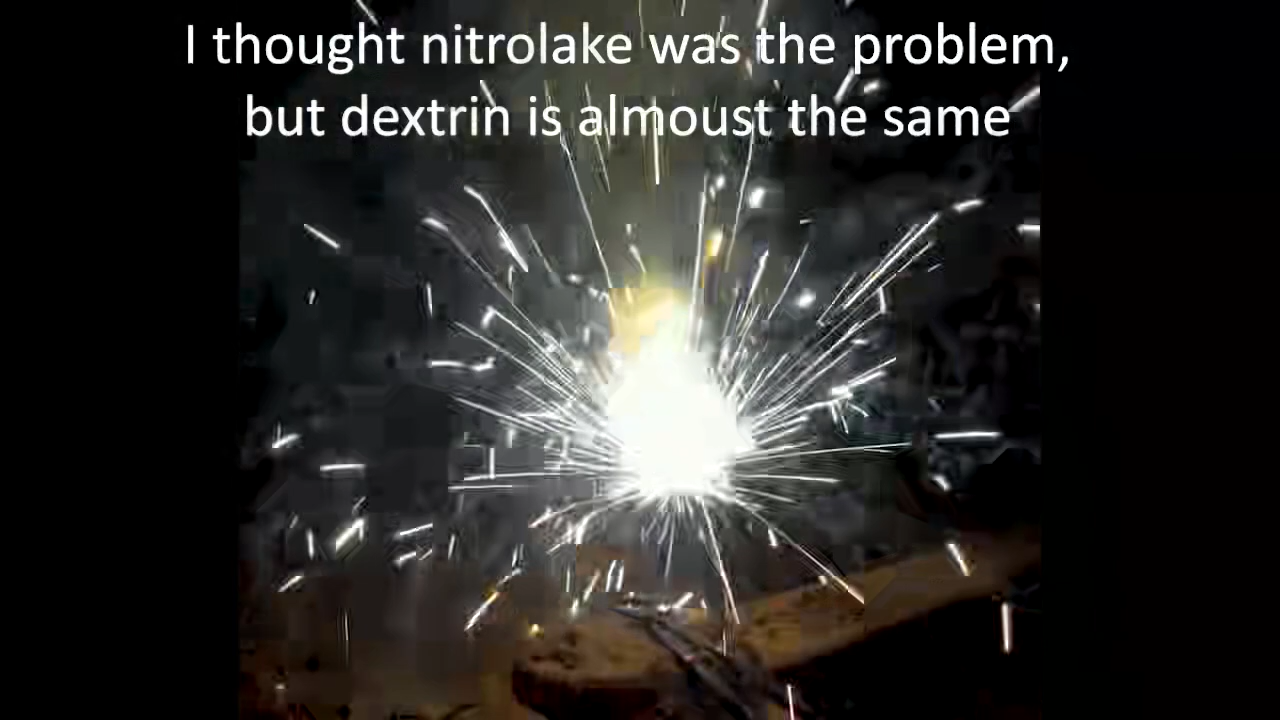 I thought nitrolake was the problem,
but dextrin is almoust the same